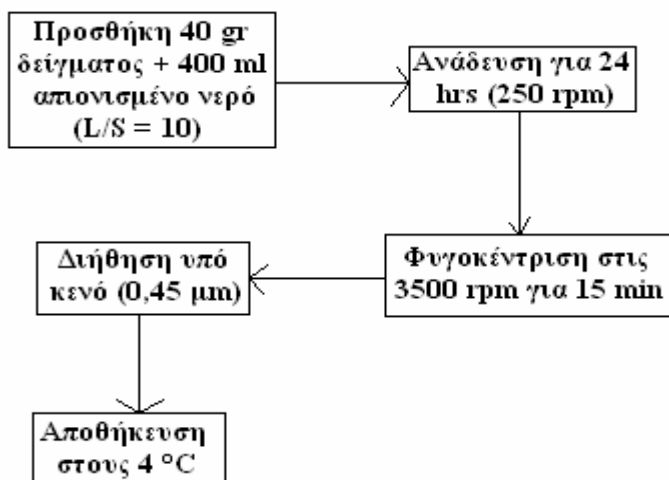 Προσθήκη 40 gr
δείγματος + 400 ml
απιονισμένο νερό
(L/S = 10)
Ανάδευση για 24
hrs (250 rpm)
Φυγοκέντριση στις
3500 rpm για 15 min
Διήθηση υπό
κενό (0,45 μm)
Αποθήκευση
στους 4 °C